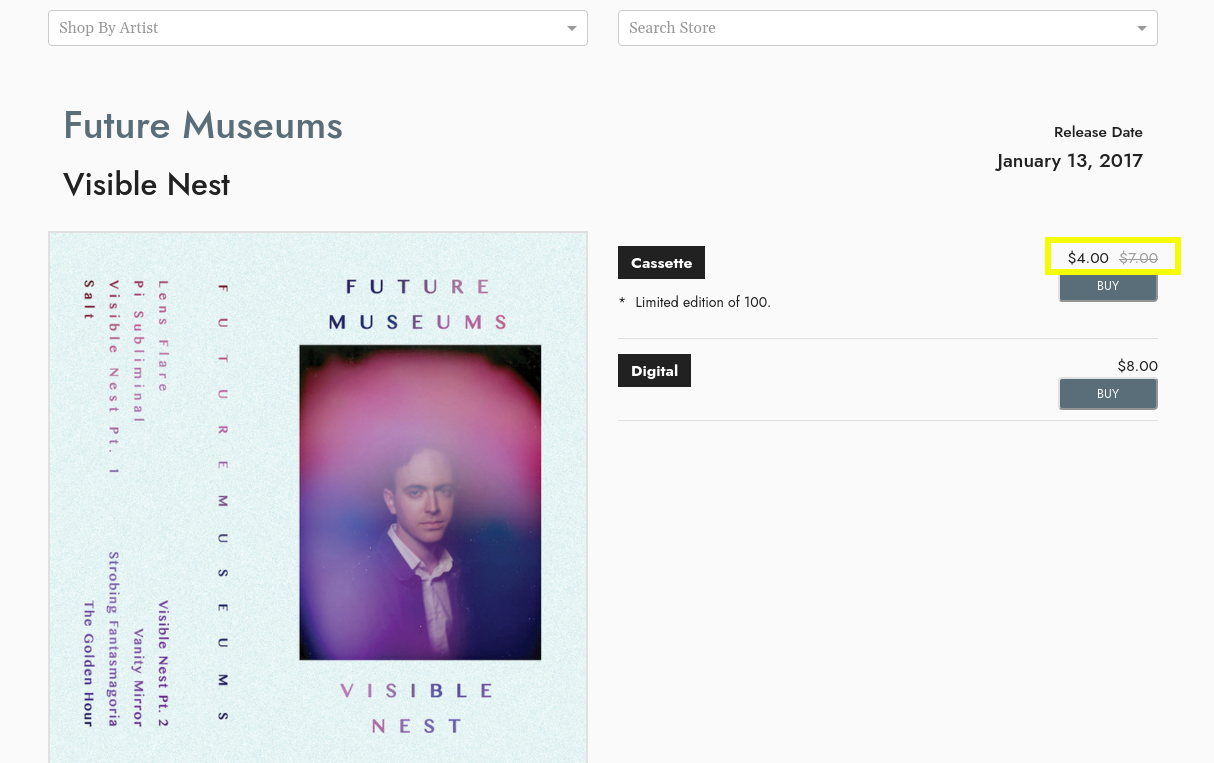 Shop By Artist
Search Store
Future Museums
Visible Nest
Release Date
January 13, 2017
Cassette
$4.00 $7.00
BUY
* Limited edition of 100.
Digital
$8.00
BUY
FUTURE
MUSEUMS
VISIBLE
NEST
FUTURE MUSEUMS
Lens Flare
Pi Subliminal
Visible Nest Pt. 1
Salt
Visible Nest Pt. 2
Vanity Mirror
Strobing Fantasmagoria
The Golden Hour